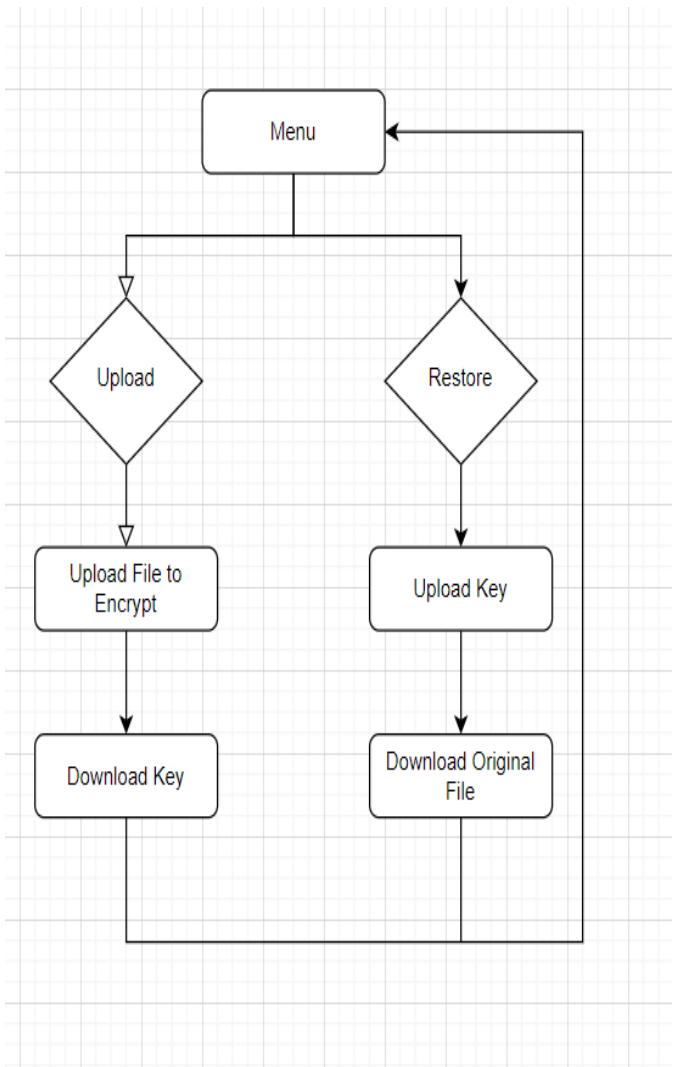 Menu
Upload
Restore
Upload File to
Encrypt
Upload Key
Download Key
Download Original
File